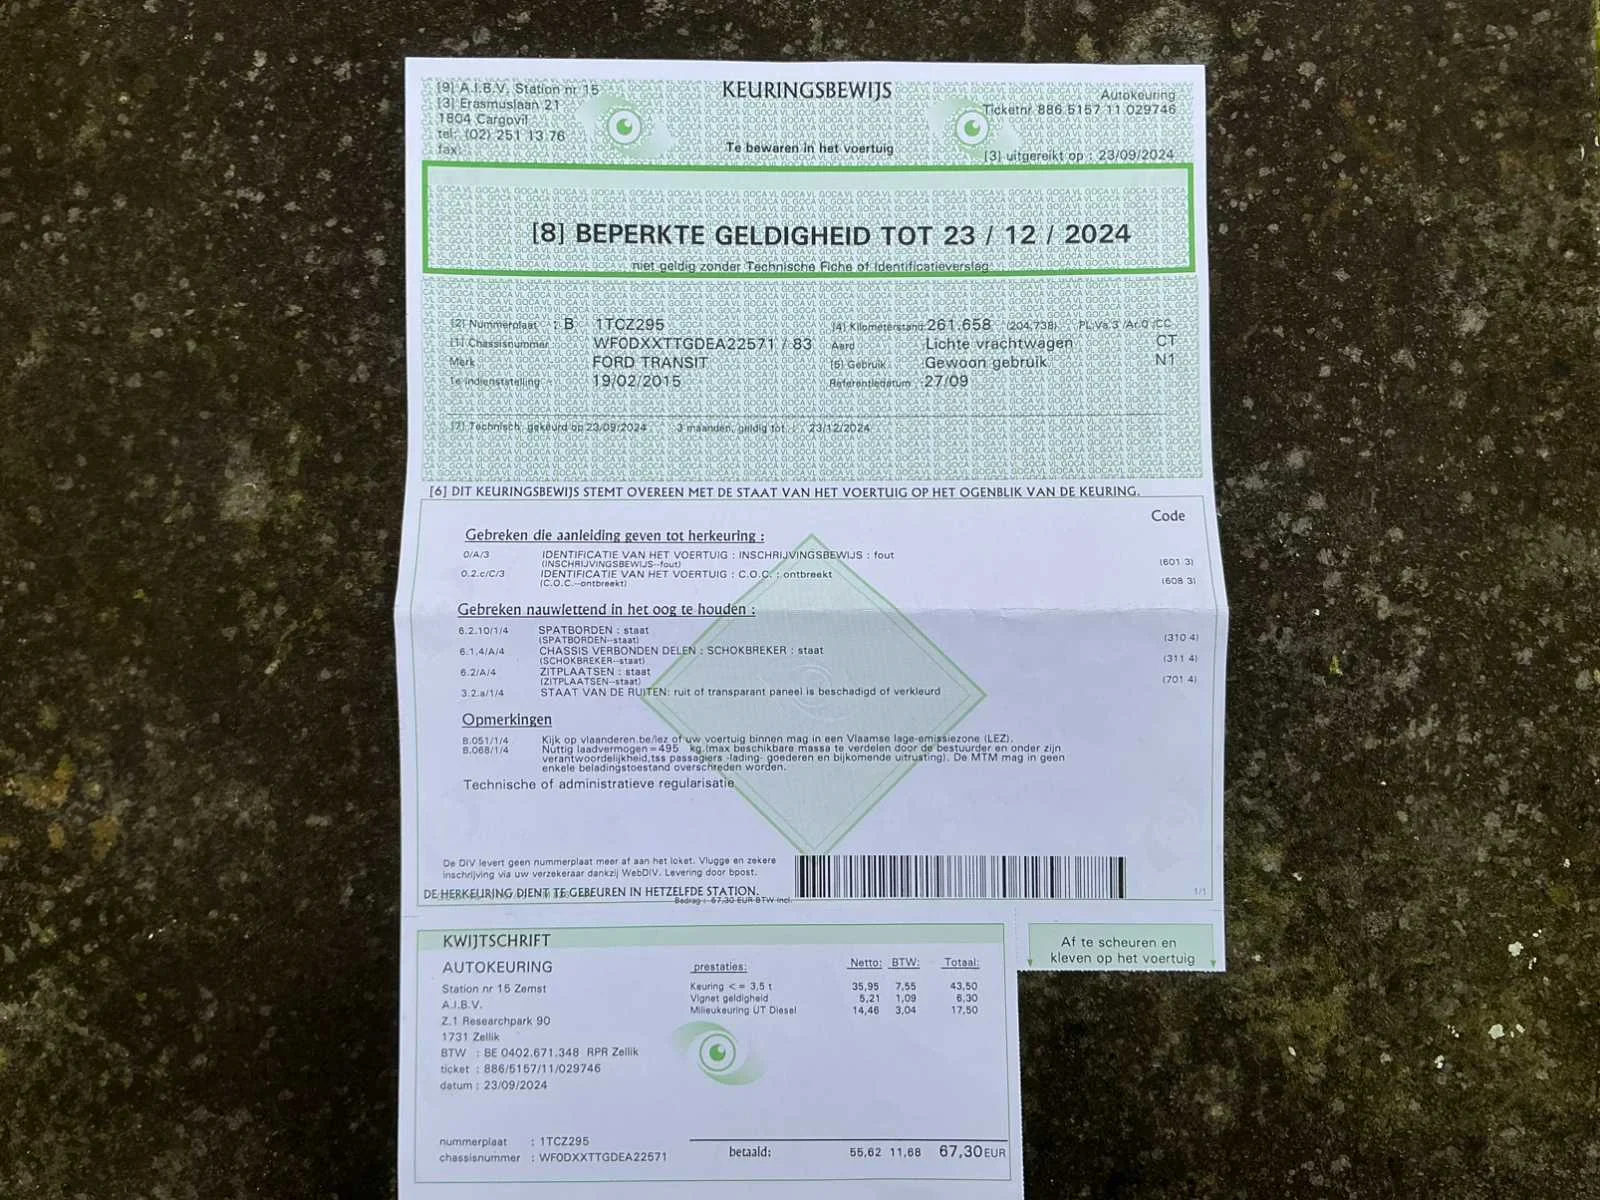 [9] A.I.B.V. Station nr 15
[3] Erasmuslaan 21
1804 Cargovil
tel: (02) 251 13 76
fax:
KEURINGSBEWIJS
Te bewaren in het voertuig
Autokeuring
Ticketnr 886 5157 11 029746
[3] uitgereikt op : 23/09/2024
[8] BEPERKTE GELDIGHEID TOT 23 / 12 / 2024
niet geldig zonder Technische Fiche of Identificatieverslag
[2] Nummerplaat : B 1TCZ295
[1] Chassisnummer WF0DXXTTGDEA22571 / 83
Merk FORD TRANSIT
1e indienststelling 19/02/2015
[4] Kilometerstand: 261.658 (204.738) PL:Va.3 /Ar.0 /CC
Aard Lichte vrachtwagen CT
[5] Gebruik Gewoon gebruik N1
Referentiedatum :27/09
[7] Technisch gekeurd op 23/09/2024 3 maanden, geldig tot : 23/12/2024
[6] DIT KEURINGSBEWIJS STEMT OVEREEN MET DE STAAT VAN HET VOERTUIG OP HET OGENBLIK VAN DE KEURING.
Code
Gebreken die aanleiding geven tot herkeuring :
0/A/3 IDENTIFICATIE VAN HET VOERTUIG : INSCHRIJVINGSBEWIJS : fout
(INSCHRIJVINGSBEWIJS--fout) (601 3)
0.2.c/C/3 IDENTIFICATIE VAN HET VOERTUIG : C.O.C. : ontbreekt
(C.O.C.--ontbreekt) (608 3)
Gebreken nauwlettend in het oog te houden :
6.2.10/1/4 SPATBORDEN : staat
(SPATBORDEN--staat) (310 4)
6.1.4/A/4 CHASSIS VERBONDEN DELEN : SCHOKBREKER : staat
(SCHOKBREKER--staat) (311 4)
6.2/A/4 ZITPLAATSEN : staat
(ZITPLAATSEN--staat) (701 4)
3.2.a/1/4 STAAT VAN DE RUITEN: ruit of transparant paneel is beschadigd of verkleurd
Opmerkingen
B.051/1/4 Kijk op vlaanderen.be/lez of uw voertuig binnen mag in een Vlaamse lage-emissiezone (LEZ).
B.068/1/4 Nuttig laadvermogen=495 kg.(max beschikbare massa te verdelen door de bestuurder en onder zijn
verantwoordelijkheid,tss passagiers -lading- goederen en bijkomende uitrusting). De MTM mag in geen
enkele beladingstoestand overschreden worden.
Technische of administratieve regularisatie
De DIV levert geen nummerplaat meer af aan het loket. Vlugge en zekere
inschrijving via uw verzekeraar dankzij WebDIV. Levering door bpost.
DE HERKEURING DIENT TE GEBEUREN IN HETZELFDE STATION.
Bedrag : 67,30 EUR BTW incl.
1/1
Af te scheuren en
kleven op het voertuig
KWIJTSCHRIFT
AUTOKEURING
Station nr 15 Zemst
A.I.B.V.
Z.1 Researchpark 90
1731 Zellik
BTW : BE 0402.671.348 RPR Zellik
ticket : 886/5157/11/029746
datum : 23/09/2024
prestaties: Netto: BTW: Totaal:
Keuring <= 3,5 t 35,95 7,55 43,50
Vignet geldigheid 5,21 1,09 6,30
Milieukeuring UT Diesel 14,46 3,04 17,50
nummerplaat : 1TCZ295
chassisnummer : WF0DXXTTGDEA22571
betaald: 55,62 11,68 67,30 EUR